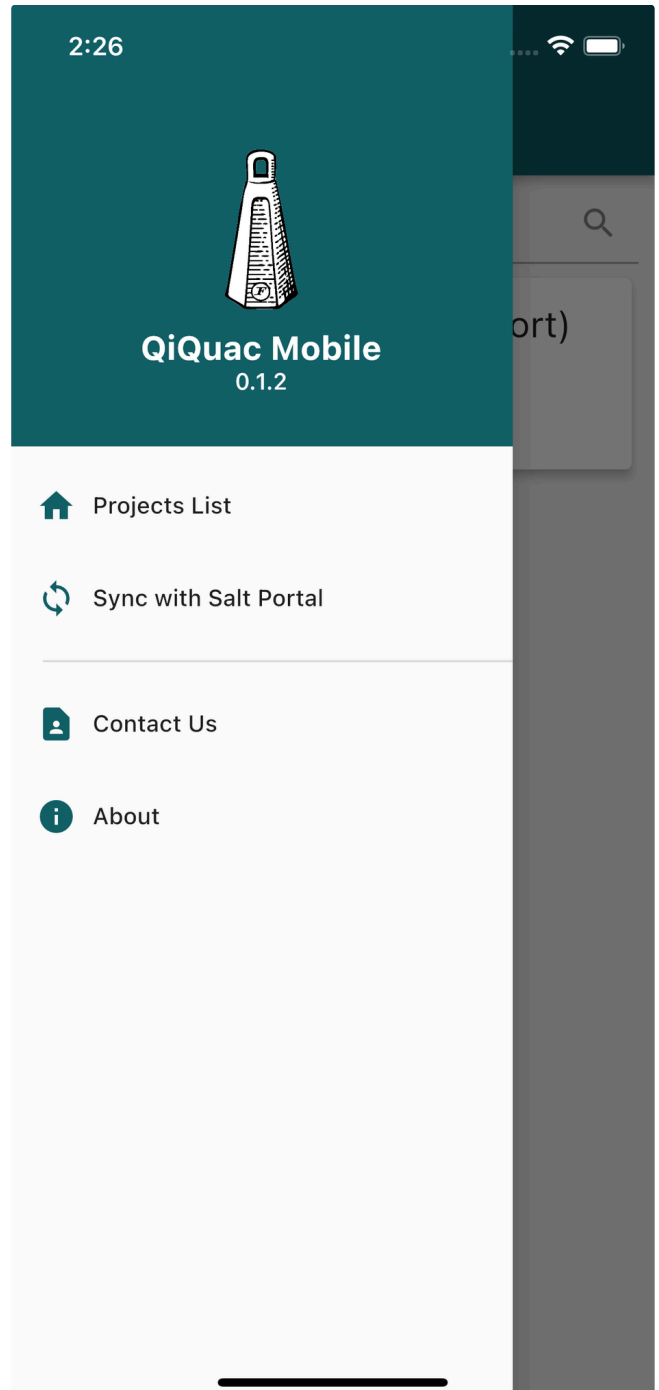 2:26
F
QiQuac Mobile
0.1.2
ort)
Projects List
Sync with Salt Portal
Contact Us
About